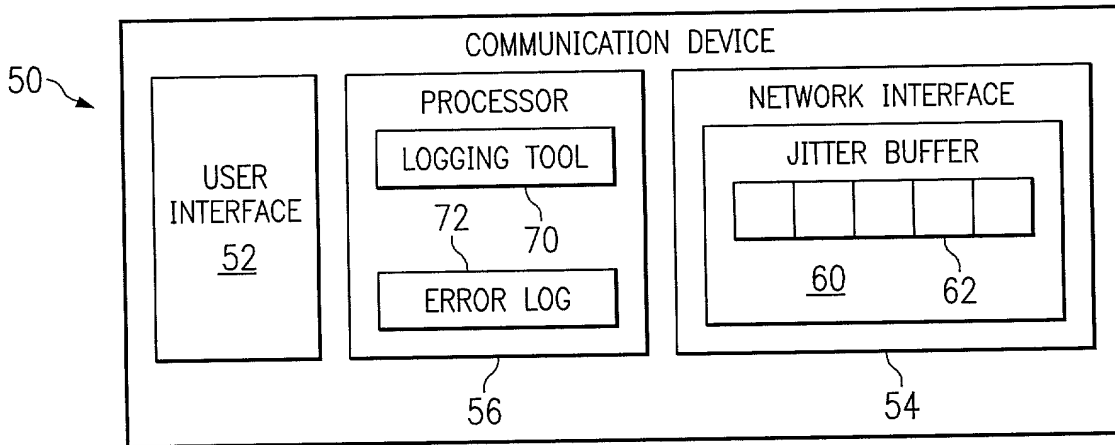 COMMUNICATION DEVICE
50
USER
INTERFACE
52
PROCESSOR
LOGGING TOOL
72
70
ERROR LOG
56
NETWORK INTERFACE
JITTER BUFFER
60
62
54